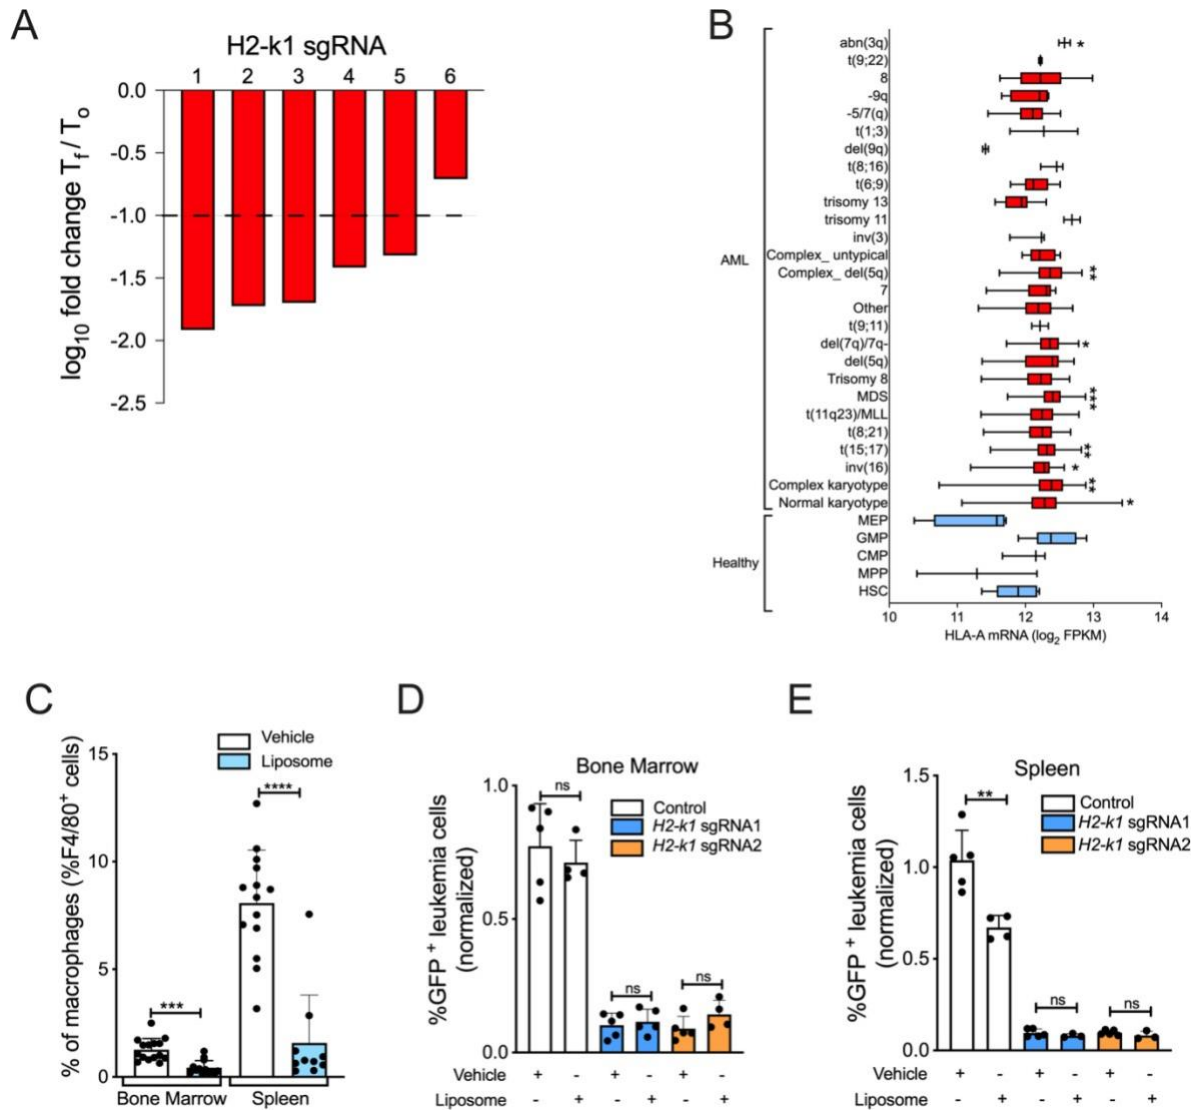 A
H2-k1 sgRNA
1 2 3 4 5 6
0.0
-0.5
-1.0
-1.5
-2.0
-2.5
log10 fold change Tf / To
B
AML
abn(3q) *
t(9;22)
8
-9q
-5/7(q)
t(1;3)
del(9q)
t(8;16)
t(6;9)
trisomy 13
trisomy 11
inv(3)
Complex_ untypical
Complex_ del(5q) **
7
Other
t(9;11)
del(7q)/7q- *
del(5q)
Trisomy 8
MDS ***
t(11q23)/MLL
t(8;21)
t(15;17) **
inv(16) *
Complex karyotype **
Normal karyotype *
Healthy
MEP
GMP
CMP
MPP
HSC
10 11 12 13 14
HLA-A mRNA (log2 FPKM)
C
Vehicle
Liposome
% of macrophages (%F4/80+ cells)
15
10
5
0
***
****
Bone Marrow Spleen
D
Bone Marrow
Control
H2-k1 sgRNA1
H2-k1 sgRNA2
%GFP + leukemia cells
(normalized)
1.0
0.5
0.0
ns
ns
ns
Vehicle + - + - + -
Liposome - + - + - +
E
Spleen
Control
H2-k1 sgRNA1
H2-k1 sgRNA2
%GFP+ leukemia cells
(normalized)
1.5
1.0
0.5
0.0
**
ns
ns
Vehicle + - + - + -
Liposome - + - + - +